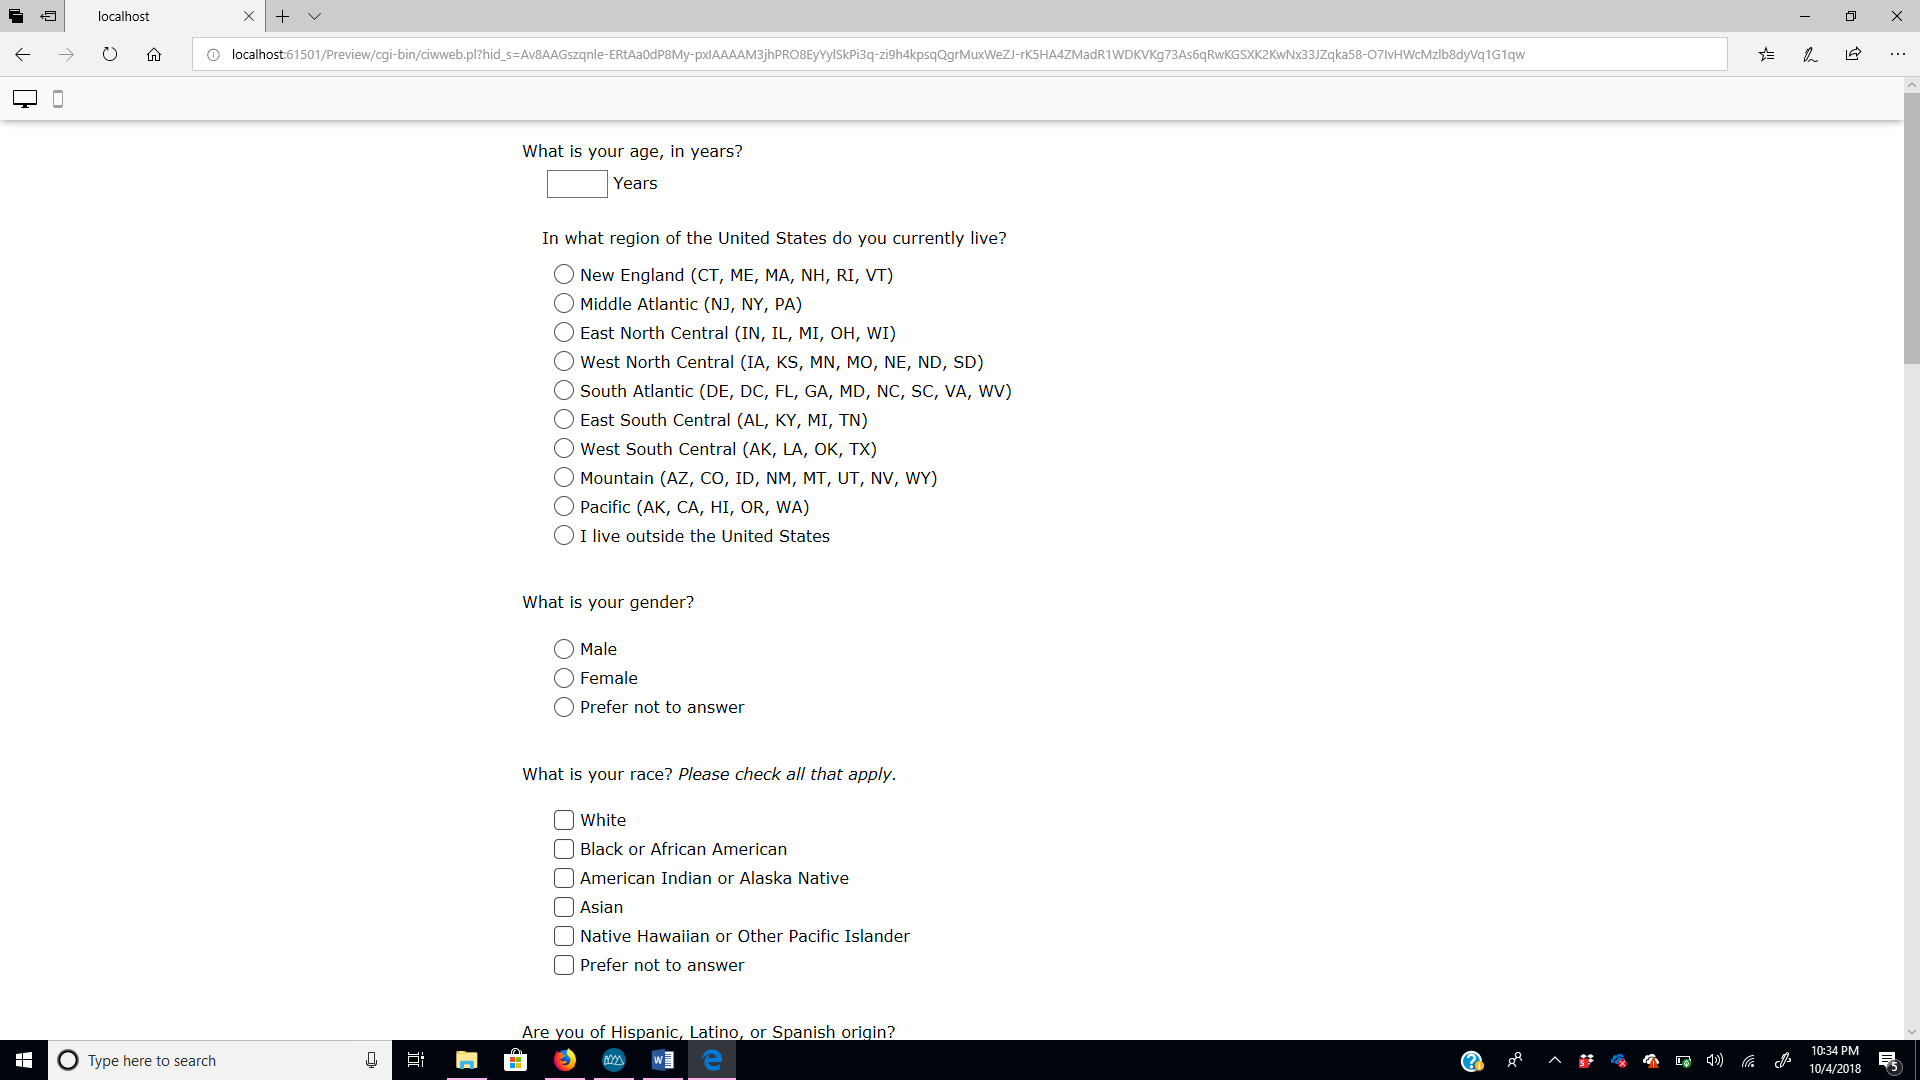 localhost
localhost:61501/Preview/cgi-bin/ciwweb.pl?hid_s=Av8AAGszqnle-ERtAa0dP8My-pxIAAAAM3jhPRO8EyYylSkPi3q-zi9h4kpsqQgrMuxWeZJ-rK5HA4ZMadR1WDKVKg73As6qRwKGSXK2KwNx33JZqka58-O7IvHWcMzlb8dyVq1G1qw
What is your age, in years?
Years
In what region of the United States do you currently live?
New England (CT, ME, MA, NH, RI, VT)
Middle Atlantic (NJ, NY, PA)
East North Central (IN, IL, MI, OH, WI)
West North Central (IA, KS, MN, MO, NE, ND, SD)
South Atlantic (DE, DC, FL, GA, MD, NC, SC, VA, WV)
East South Central (AL, KY, MI, TN)
West South Central (AK, LA, OK, TX)
Mountain (AZ, CO, ID, NM, MT, UT, NV, WY)
Pacific (AK, CA, HI, OR, WA)
I live outside the United States
What is your gender?
Male
Female
Prefer not to answer
What is your race? Please check all that apply.
White
Black or African American
American Indian or Alaska Native
Asian
Native Hawaiian or Other Pacific Islander
Prefer not to answer
Are you of Hispanic, Latino, or Spanish origin?
Type here to search
10:34 PM
10/4/2018
5